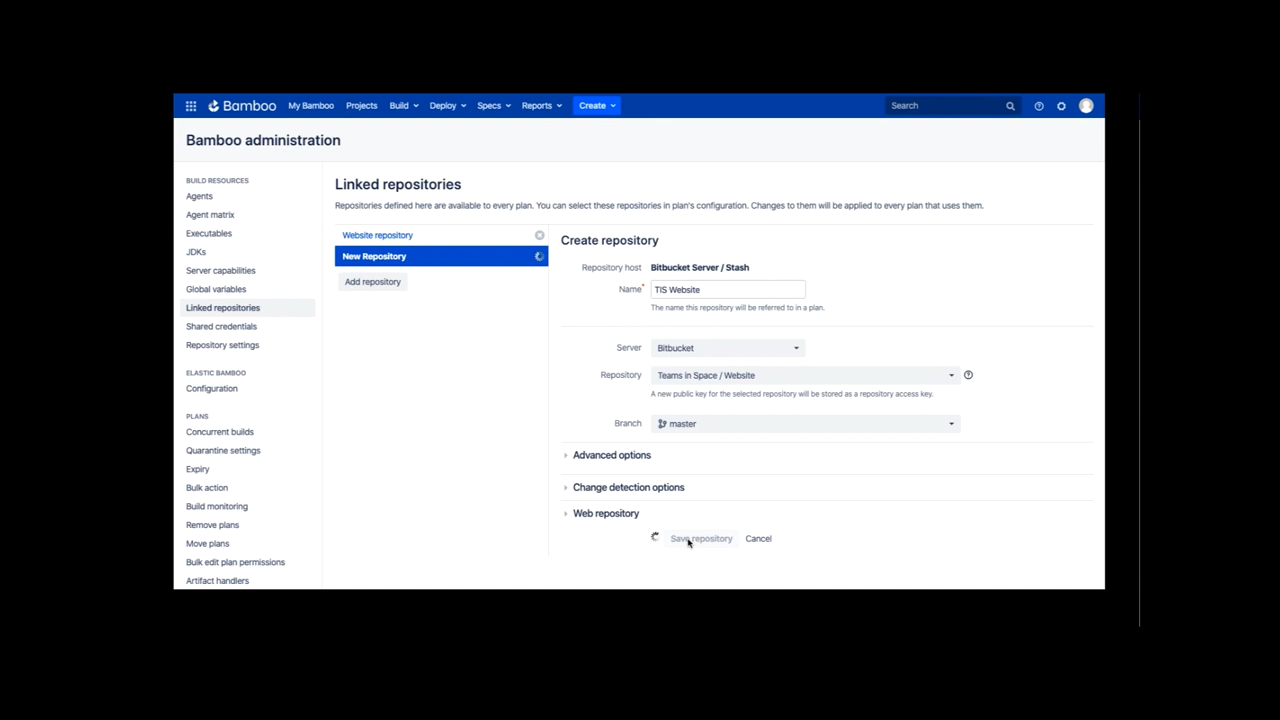 Bamboo My Bamboo Projects Build Deploy Specs Reports Create Search
Bamboo administration
BUILD RESOURCES
Agents
Agent matrix
Executables
JDKs
Server capabilities
Global variables
Linked repositories
Shared credentials
Repository settings
ELASTIC BAMBOO
Configuration
PLANS
Concurrent builds
Quarantine settings
Expiry
Bulk action
Build monitoring
Remove plans
Move plans
Bulk edit plan permissions
Artifact handlers
Linked repositories
Repositories defined here are available to every plan. You can select these repositories in plan's configuration. Changes to them will be applied to every plan that uses them.
Website repository
New Repository
Add repository
Create repository
Repository host Bitbucket Server / Stash
Name* TIS Website
The name this repository will be referred to in a plan.
Server Bitbucket
Repository Teams in Space / Website
A new public key for the selected repository will be stored as a repository access key.
Branch master
Advanced options
Change detection options
Web repository
Save repository Cancel